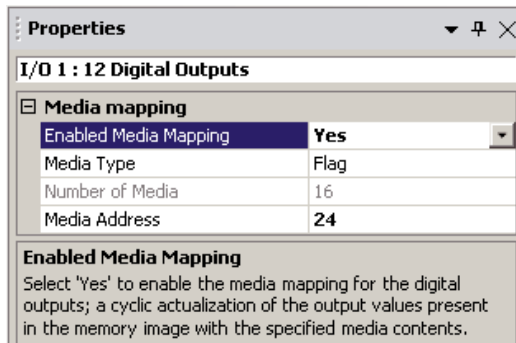 Properties
I/O 1 : 12 Digital Outputs
Media mapping
Enabled Media Mapping Yes
Media Type Flag
Number of Media 16
Media Address 24
Enabled Media Mapping
Select 'Yes' to enable the media mapping for the digital
outputs; a cyclic actualization of the output values present
in the memory image with the specified media contents.